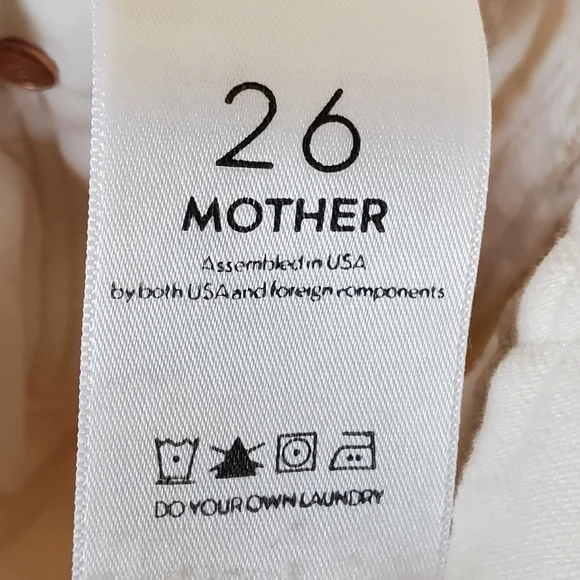 26
MOTHER
Assembled in USA
by both USA and foreign components
DO YOUR OWN LAUNDRY